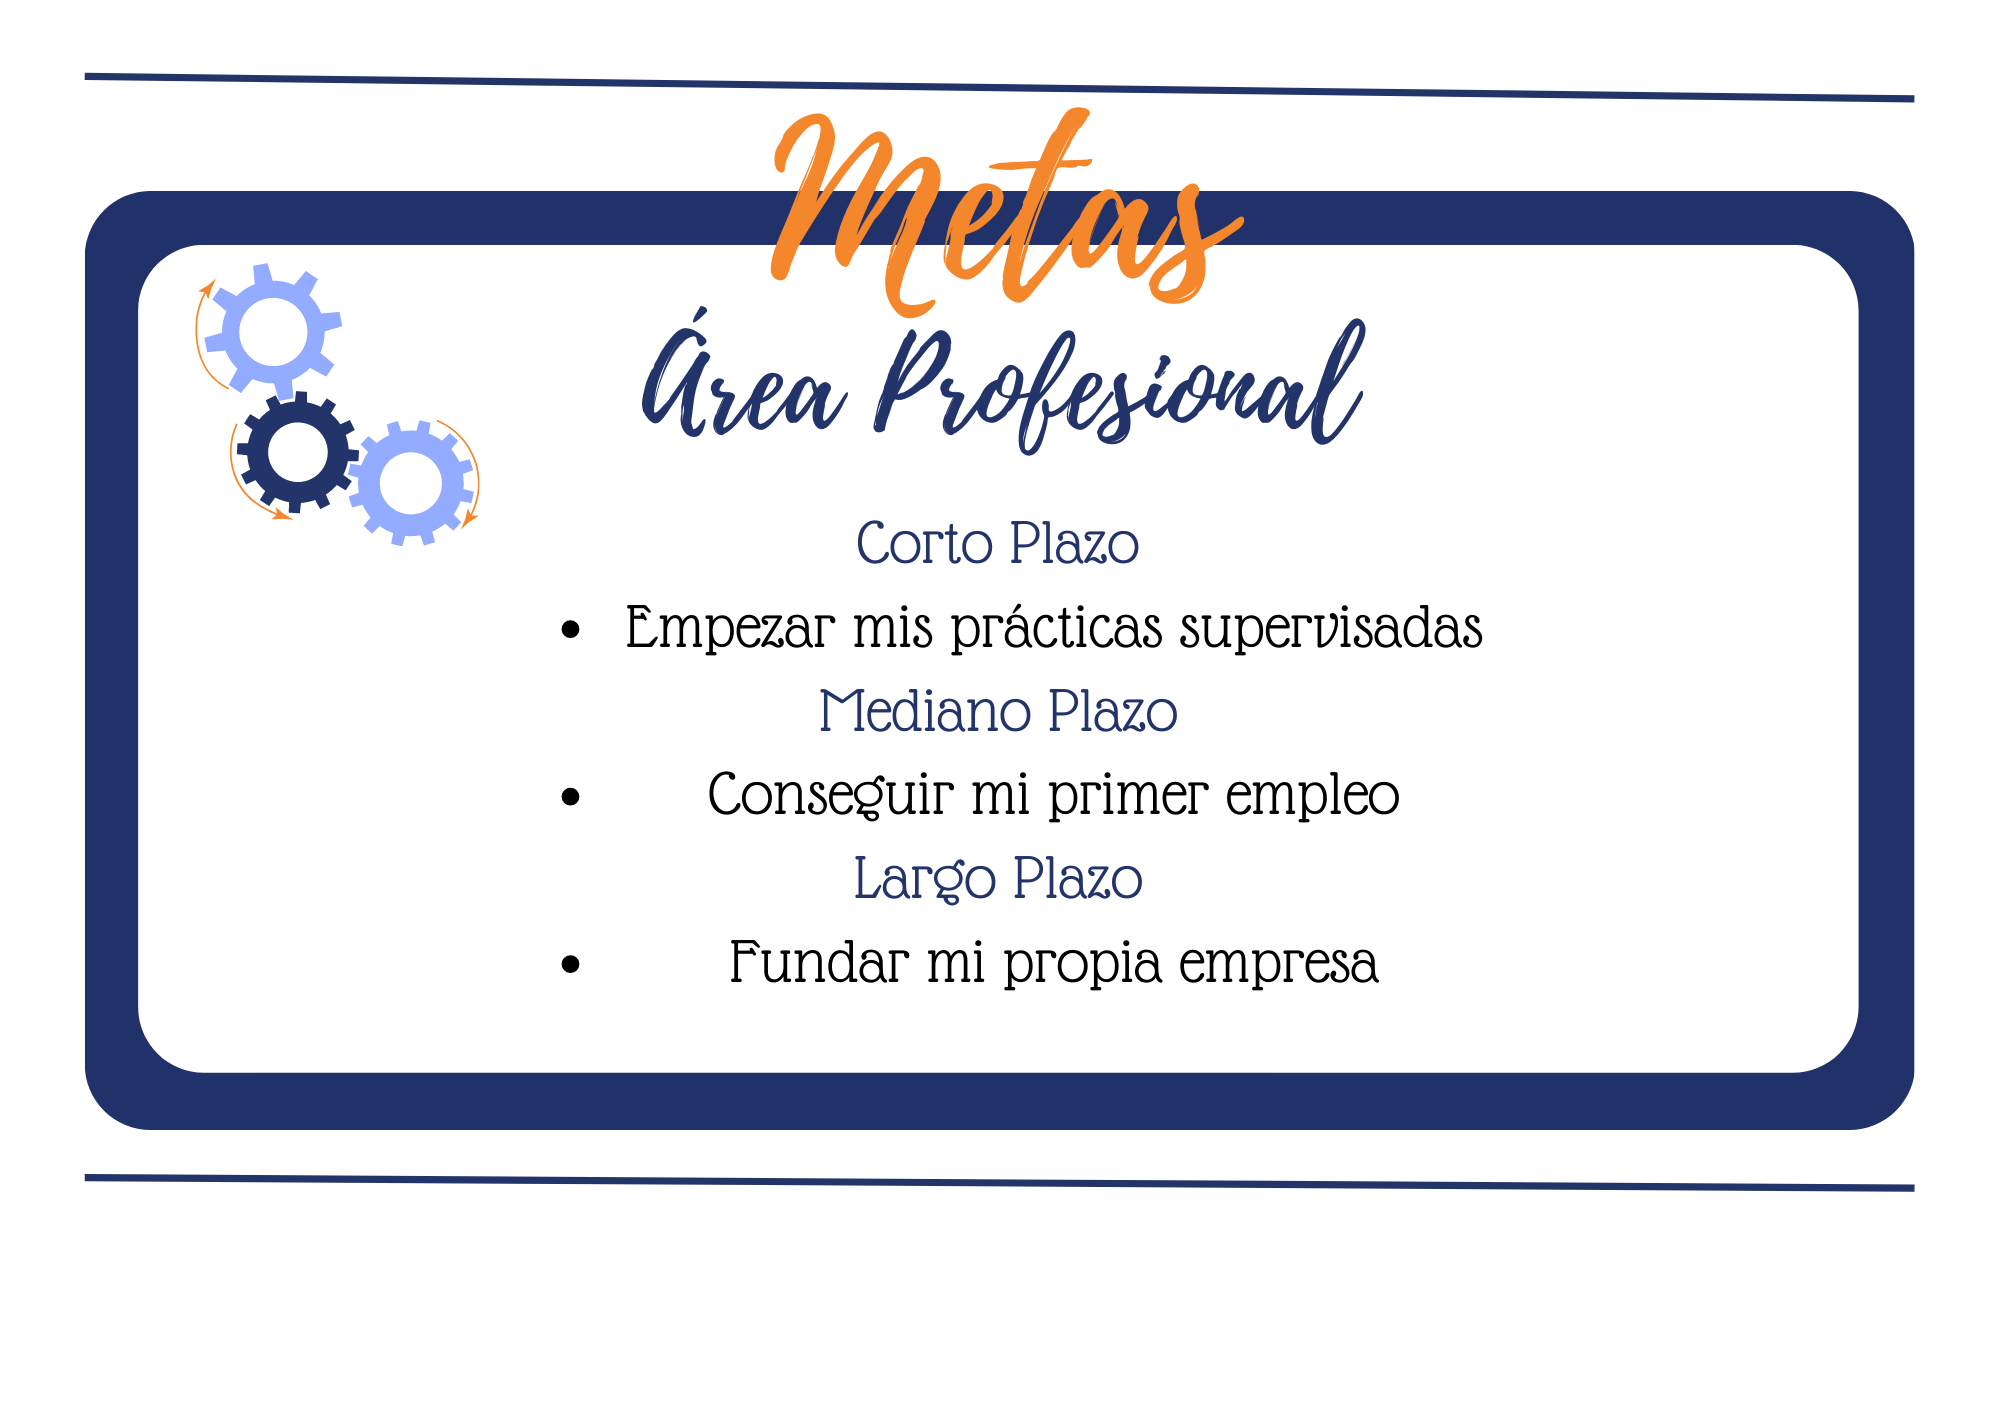 Metas
Área Profesional
Corto Plazo
• Empezar mis prácticas supervisadas
Mediano Plazo
• Conseguir mi primer empleo
Largo Plazo
• Fundar mi propia empresa